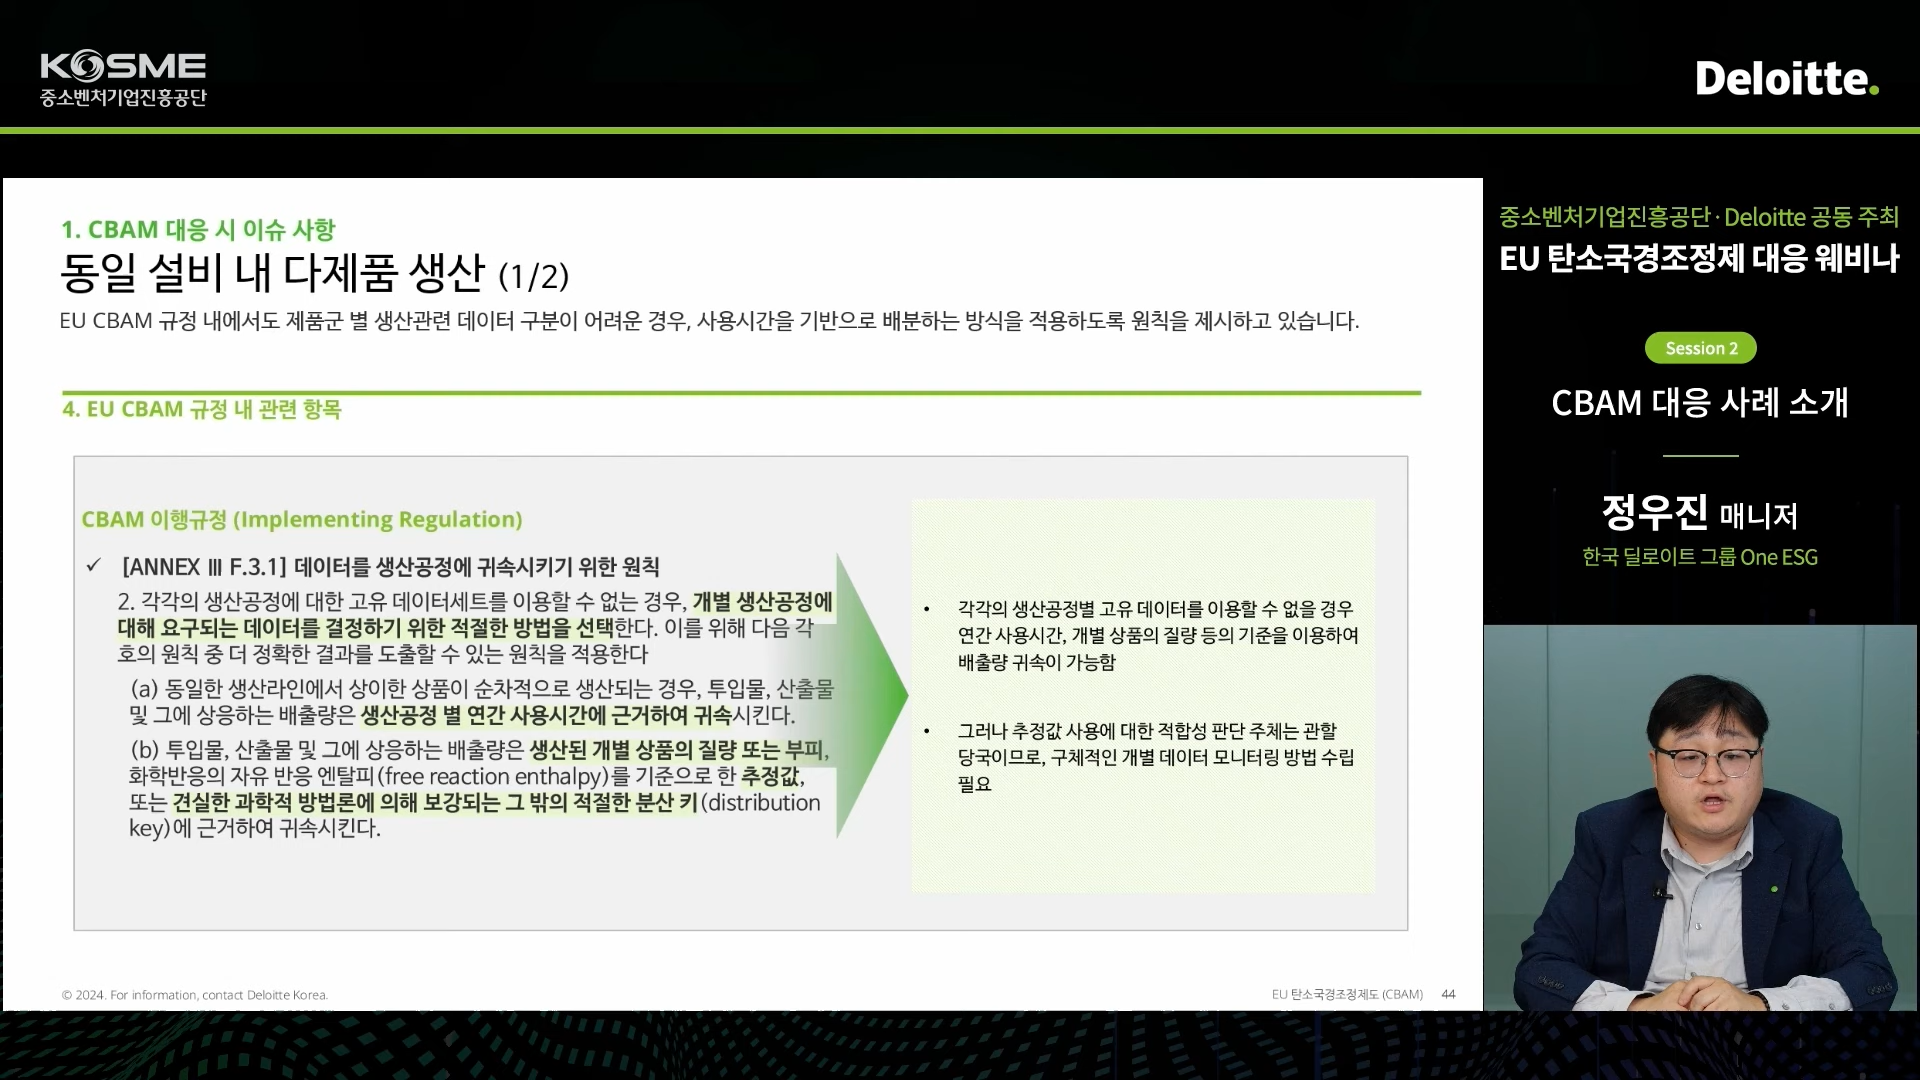 KOSME
중소벤처기업진흥공단
Deloitte.
1. CBAM 대응 시 이슈 사항
동일 설비 내 다제품 생산 (1/2)
EU CBAM 규정 내에서도 제품군 별 생산관련 데이터 구분이 어려운 경우, 사용시간을 기반으로 배분하는 방식을 적용하도록 원칙을 제시하고 있습니다.
4. EU CBAM 규정 내 관련 항목
CBAM 이행규정 (Implementing Regulation)
✓ [ANNEX Ⅲ F.3.1] 데이터를 생산공정에 귀속시키기 위한 원칙
2. 각각의 생산공정에 대한 고유 데이터세트를 이용할 수 없는 경우, 개별 생산공정에
대해 요구되는 데이터를 결정하기 위한 적절한 방법을 선택한다. 이를 위해 다음 각
호의 원칙 중 더 정확한 결과를 도출할 수 있는 원칙을 적용한다
(a) 동일한 생산라인에서 상이한 상품이 순차적으로 생산되는 경우, 투입물, 산출물
및 그에 상응하는 배출량은 생산공정 별 연간 사용시간에 근거하여 귀속시킨다.
(b) 투입물, 산출물 및 그에 상응하는 배출량은 생산된 개별 상품의 질량 또는 부피,
화학반응의 자유 반응 엔탈피(free reaction enthalpy)를 기준으로 한 추정값,
또는 견실한 과학적 방법론에 의해 보강되는 그 밖의 적절한 분산 키(distribution
key)에 근거하여 귀속시킨다.
• 각각의 생산공정별 고유 데이터를 이용할 수 없을 경우
연간 사용시간, 개별 상품의 질량 등의 기준을 이용하여
배출량 귀속이 가능함
• 그러나 추정값 사용에 대한 적합성 판단 주체는 관할
당국이므로, 구체적인 개별 데이터 모니터링 방법 수립
필요
© 2024. For information, contact Deloitte Korea.
EU 탄소국경조정제도 (CBAM) 44
중소벤처기업진흥공단 · Deloitte 공동 주최
EU 탄소국경조정제 대응 웨비나
Session 2
CBAM 대응 사례 소개
정우진 매니저
한국 딜로이트 그룹 One ESG